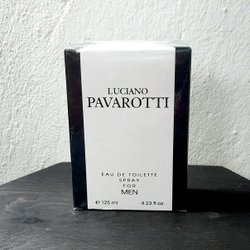 LUCIANO
PAVAROTTI
EAU DE TOILETTE
SPRAY
FOR
MEN
℮ 125 ml 4.23 fl.oz